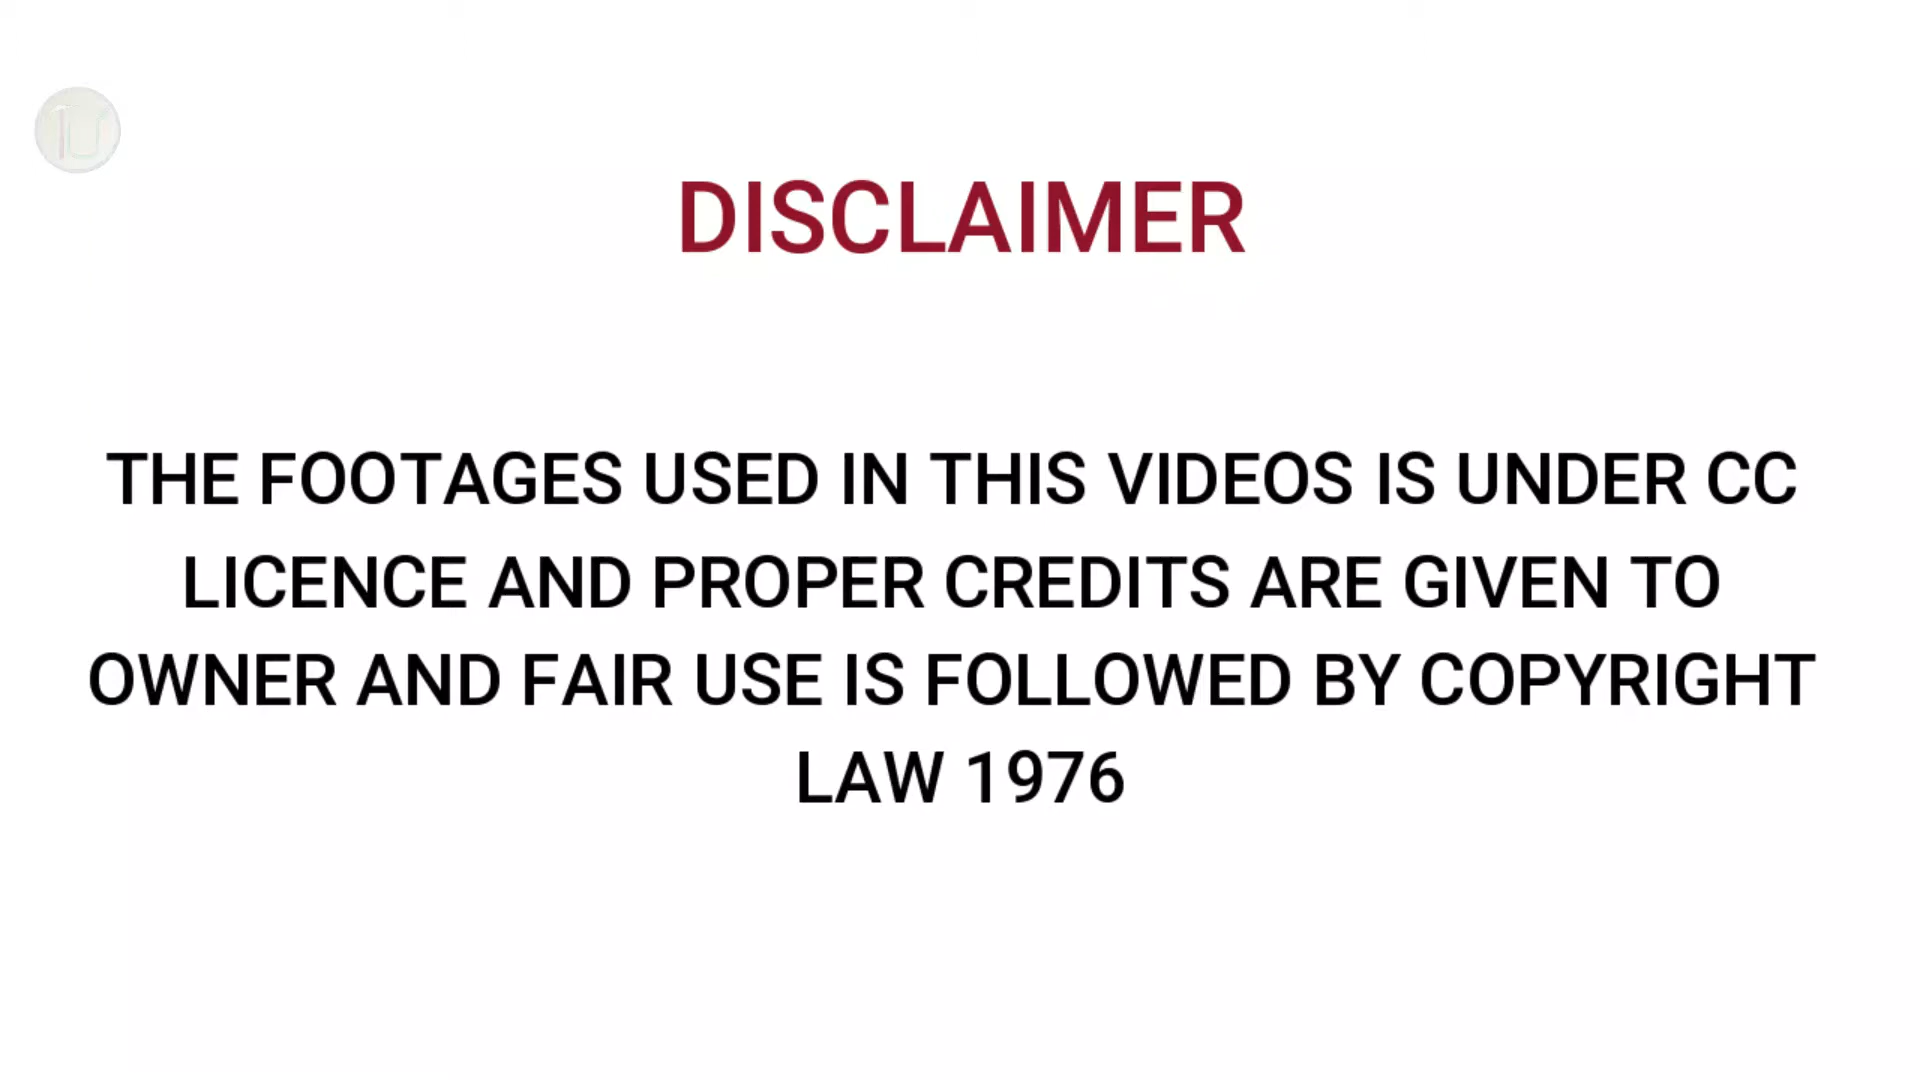 DISCLAIMER
THE FOOTAGES USED IN THIS VIDEOS IS UNDER CC
LICENCE AND PROPER CREDITS ARE GIVEN TO
OWNER AND FAIR USE IS FOLLOWED BY COPYRIGHT
LAW 1976